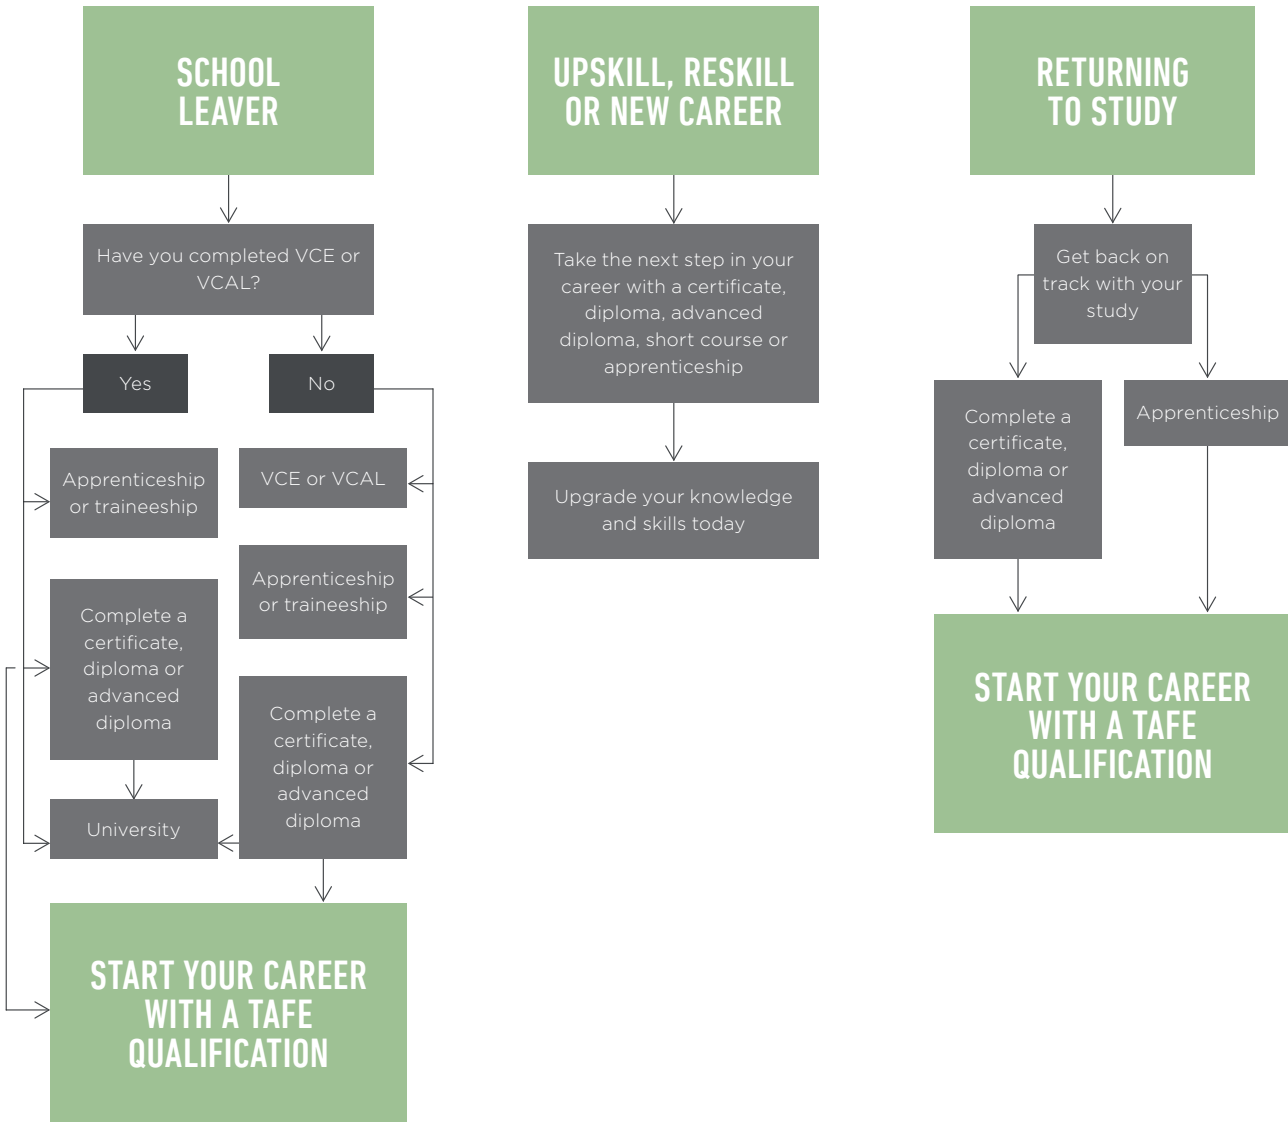 SCHOOL
LEAVER
Have you completed VCE or
VCAL?
Yes
No
Apprenticeship
or traineeship
VCE or VCAL
Apprenticeship
or traineeship
Complete a
certificate,
diploma or
advanced
diploma
Complete a
certificate,
diploma or
advanced
diploma
University
START YOUR CAREER
WITH A TAFE
QUALIFICATION
UPSKILL, RESKILL
OR NEW CAREER
Take the next step in your
career with a certificate,
diploma, advanced
diploma, short course or
apprenticeship
Upgrade your knowledge
and skills today
RETURNING
TO STUDY
Get back on
track with your
study
Complete a
certificate,
diploma or
advanced
diploma
Apprenticeship
START YOUR CAREER
WITH A TAFE
QUALIFICATION